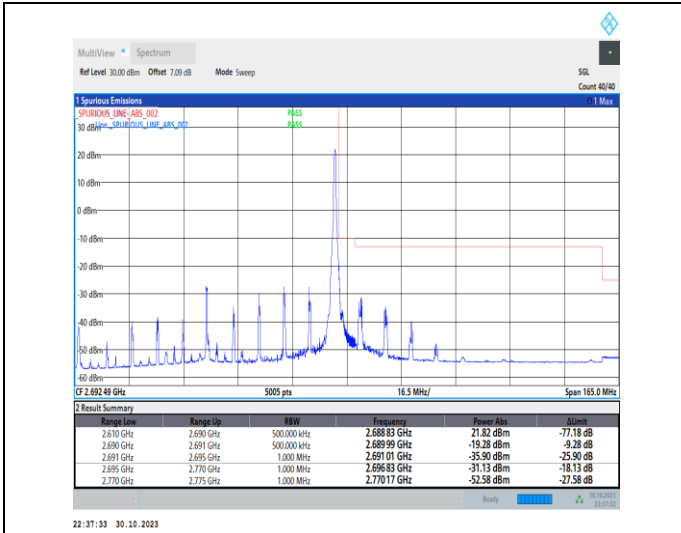 MultiView Spectrum
Ref Level 30.00 dBm Offset 7.09 dB Mode Sweep SGL
Count 40/40
1 Spurious Emissions 1 Max
SPURIOUS_LINE_ABS_002 PASS
30 dBm Line _SPURIOUS_LINE_ABS_002 PASS
20 dBm
10 dBm
0 dBm
-10 dBm
-20 dBm
-30 dBm
-40 dBm
-50 dBm
-60 dBm
CF 2.692 49 GHz 5005 pts 16.5 MHz/ Span 165.0 MHz
2 Result Summary
Range Low Range Up RBW Frequency Power Abs ΔLimit
2.610 GHz 2.690 GHz 500.000 kHz 2.688 83 GHz 21.82 dBm -77.18 dB
2.690 GHz 2.691 GHz 500.000 kHz 2.689 99 GHz -19.28 dBm -9.28 dB
2.691 GHz 2.695 GHz 1.000 MHz 2.691 01 GHz -35.90 dBm -25.90 dB
2.695 GHz 2.770 GHz 1.000 MHz 2.696 83 GHz -31.13 dBm -18.13 dB
2.770 GHz 2.775 GHz 1.000 MHz 2.770 17 GHz -52.58 dBm -27.58 dB
Ready 30.10.2023
22:37:32
22:37:33 30.10.2023